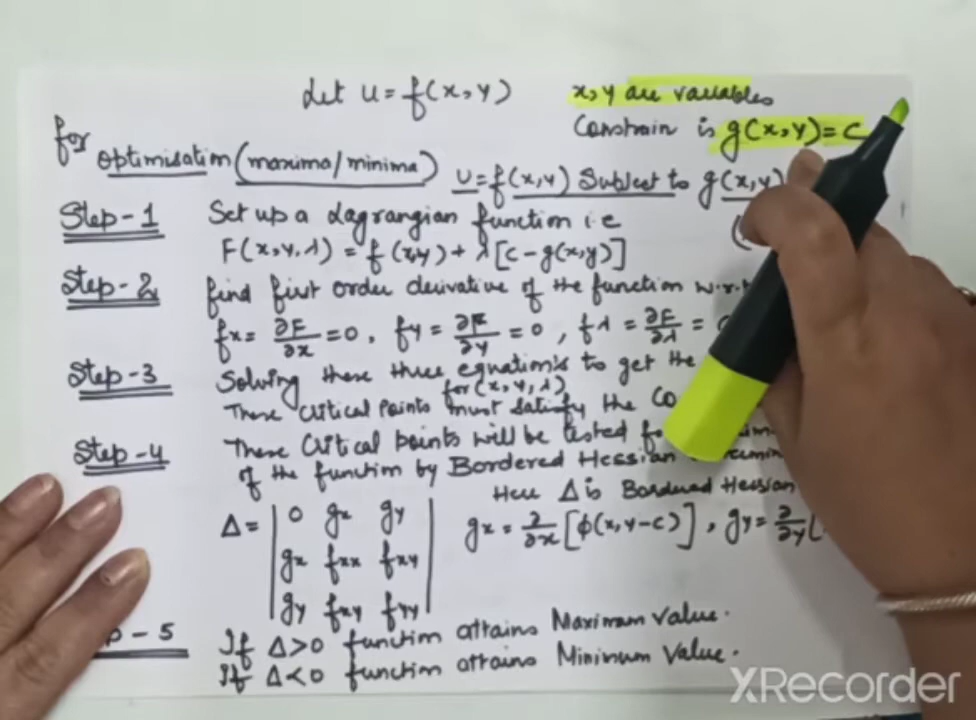 Let U = f(x,y) x,y are variables
Constrain is g(x,y) = c
for optimisation (maxima/minima) U = f(x,y) Subject to g(x,y)
Step-1 Set up a Lagrangian function i.e
F(x,y,λ) = f(x,y) + λ[c - g(x,y)]
Step-2 find first order derivative of the function w.r.t
fx = ∂F/∂x = 0, fy = ∂F/∂y = 0, fλ = ∂F/∂λ =
Step-3 Solving these three equation's to get the
for (x,y,λ)
These critical points must satisfy the
Step-4 These critical points will be tested
of the function by Bordered Hessian
Here Δ is Bordered Hessian
Δ = | 0 gx gy | gx = ∂/∂x [ϕ(x,y-c)], gy = ∂/∂y [
| gx fxx fxy |
| gy fxy fyy |
- 5 If Δ>0 function attains Maximum value.
If Δ<0 function attains Minimum value.
XRecorder